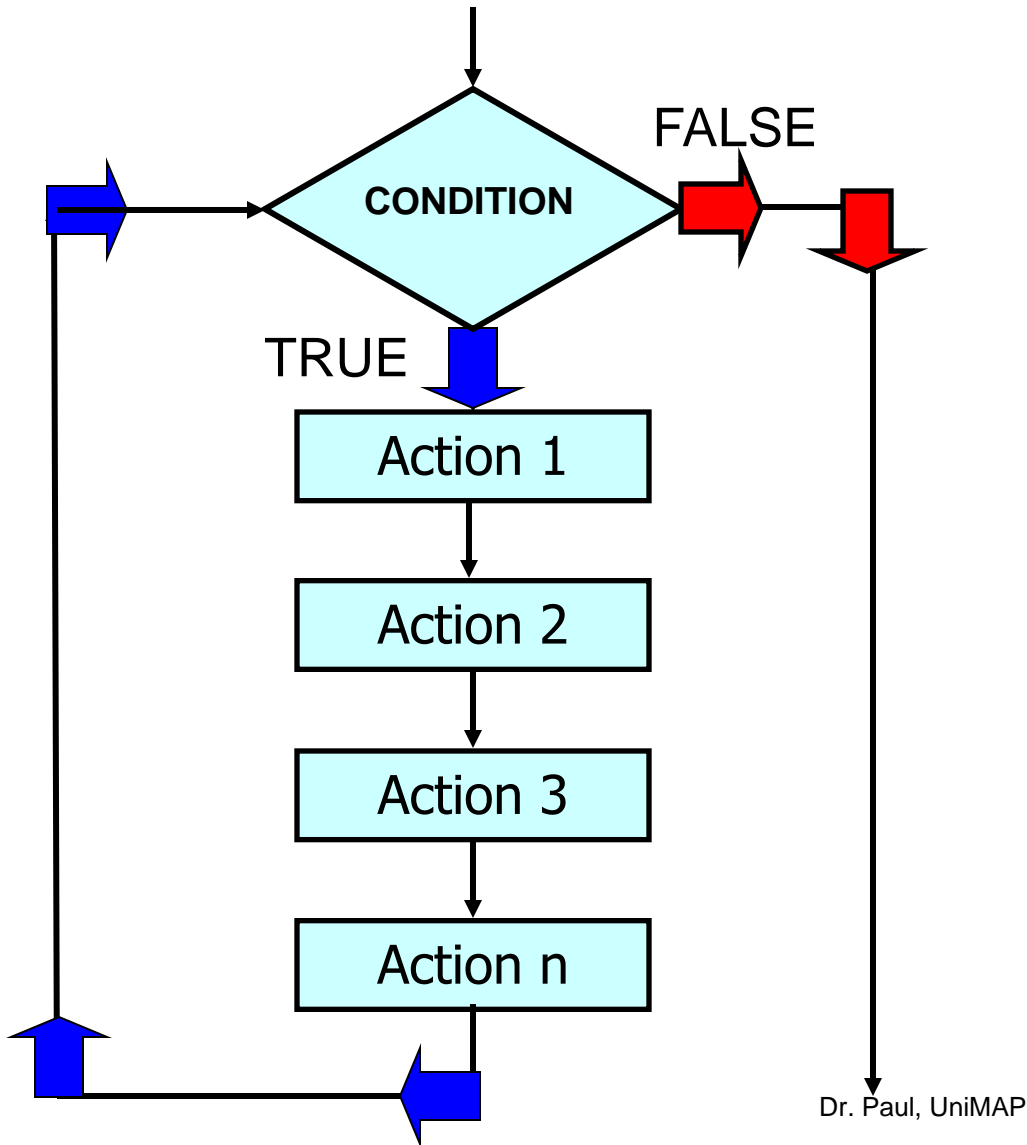 FALSE
CONDITION
TRUE
Action 1
Action 2
Action 3
Action n
Dr. Paul, UniMAP